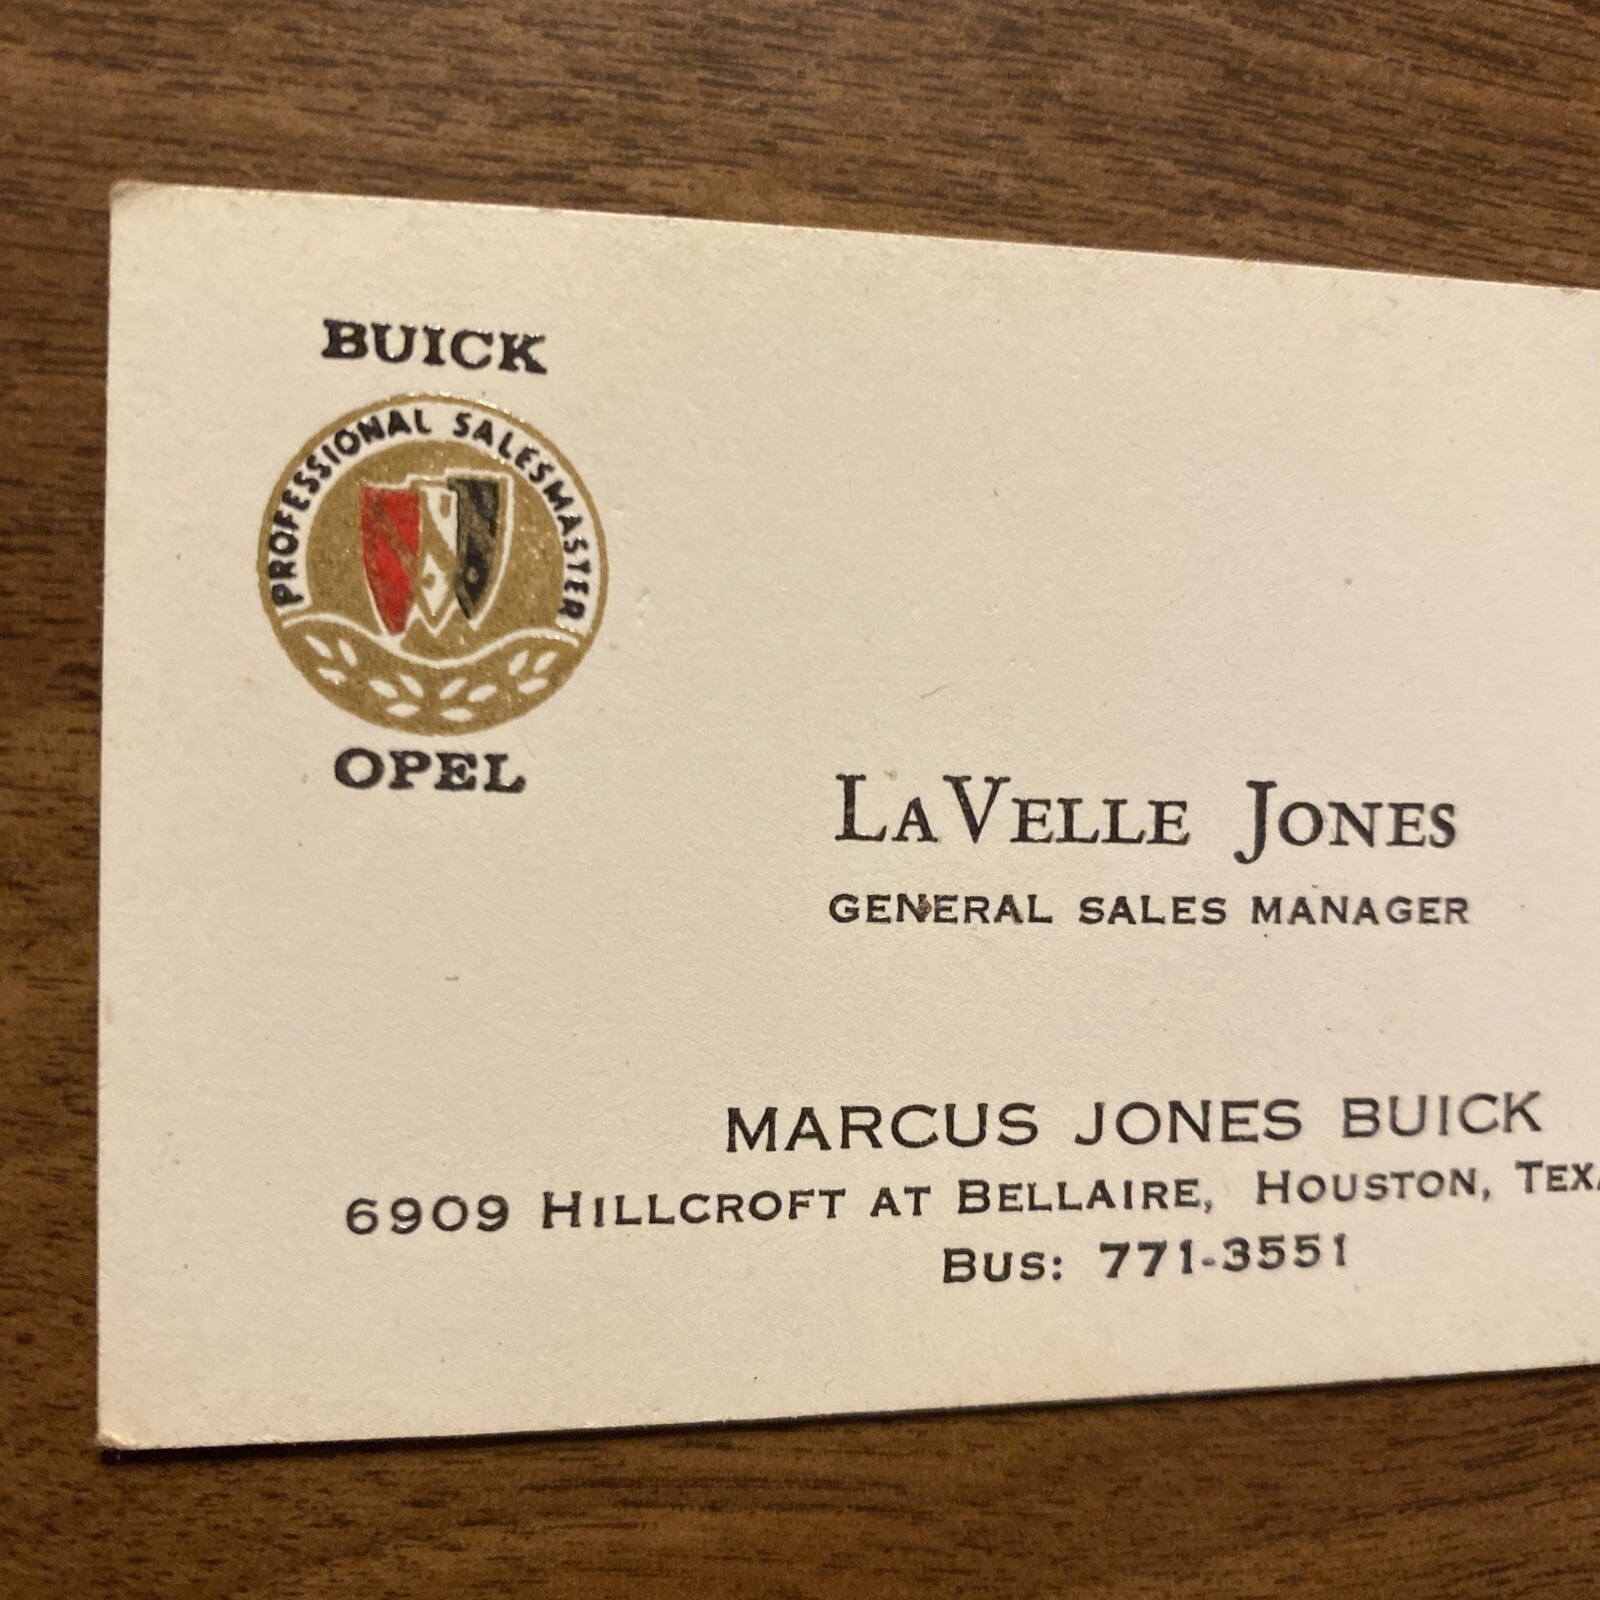 BUICK
PROFESSIONAL SALESMASTER
OPEL
LAVELLE JONES
GENERAL SALES MANAGER
MARCUS JONES BUICK
6909 HILLCROFT AT BELLAIRE, HOUSTON, TEXA
BUS: 771-3551